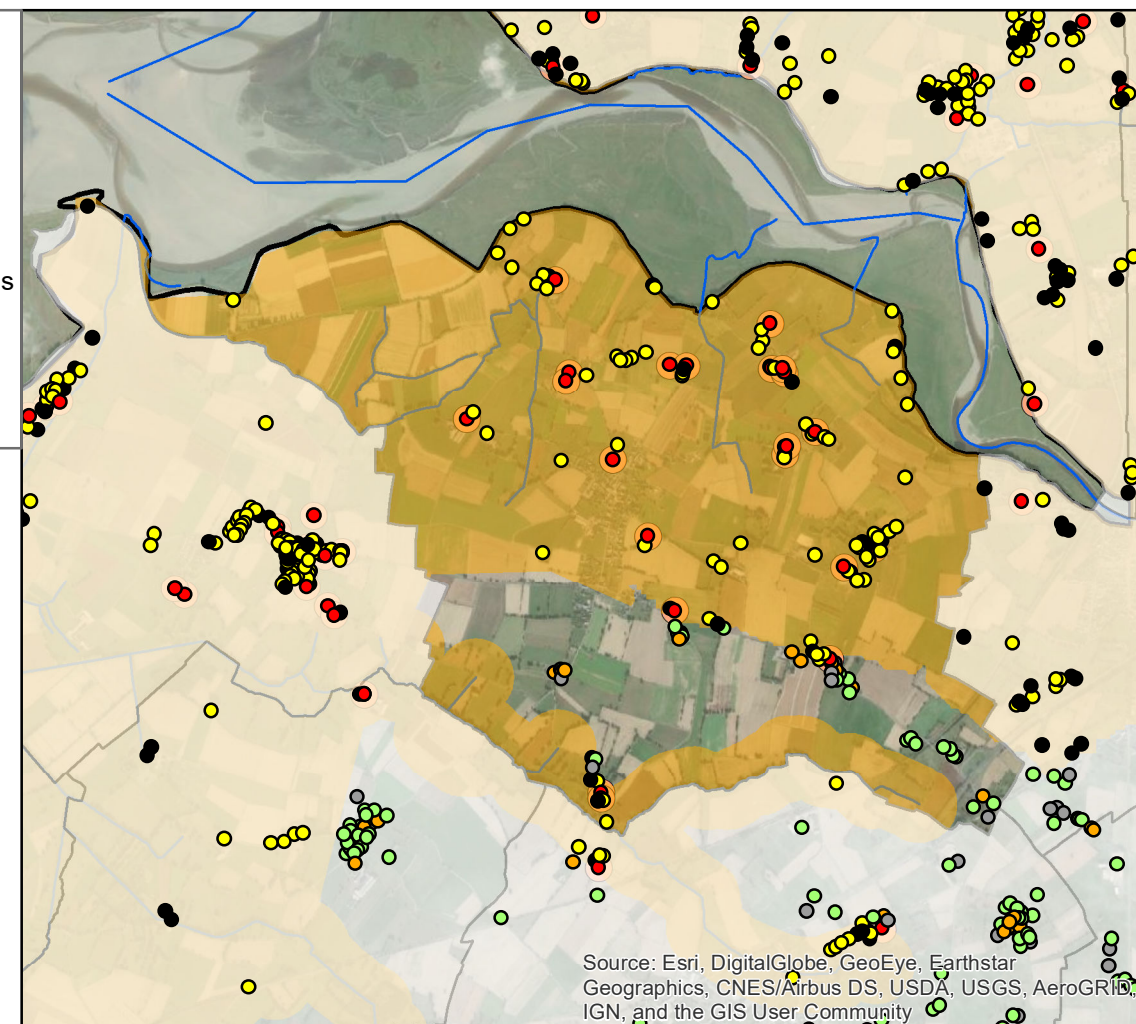 s
Source: Esri, DigitalGlobe, GeoEye, Earthstar
Geographics, CNES/Airbus DS, USDA, USGS, AeroGRID,
IGN, and the GIS User Community